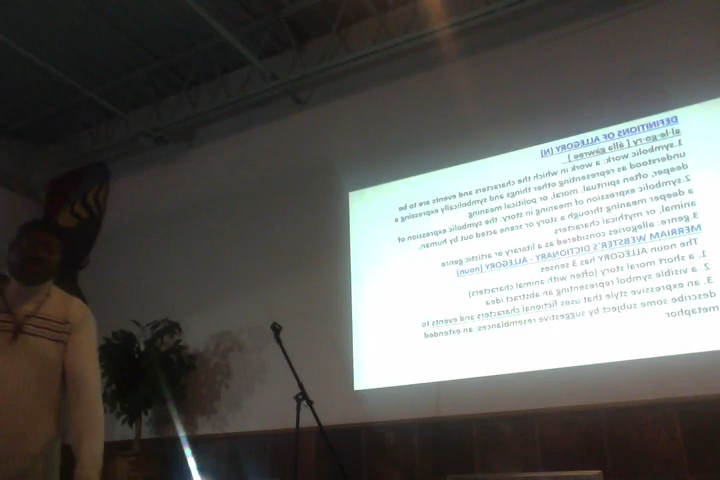 DEFINITIONS OF ALLEGORY [N]
al·le·go·ry [ álla gawree ]
1.symbolic work: a work in which the characters and events are to be
understood as representing other things and symbolically expressing a
deeper, often spiritual, moral, or political meaning
2.symbolic expression of meaning in story: the symbolic expression of
a deeper meaning through a story or scene acted out by human,
animal, or mythical characters
3 genre: allegories considered as a literary or artistic genre
MERRIAM WEBSTER'S DICTIONARY - ALLEGORY [noun]
The noun ALLEGORY has 3 senses
1. a short moral story (often with animal characters)
2. a visible symbol representing an abstract idea
3. an expressive style that uses fictional characters and events to
describe some subject by suggestive resemblances; an extended
metaphor